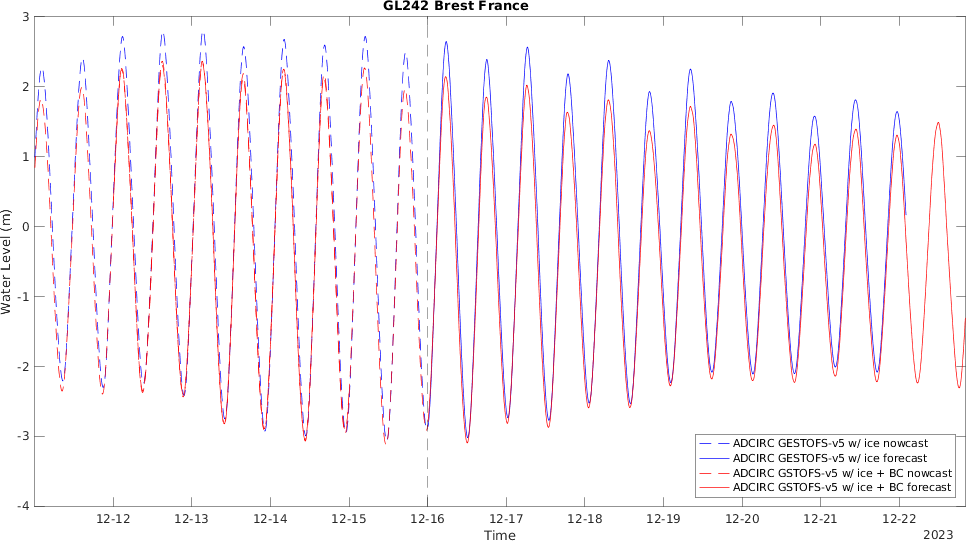 GL242 Brest France
3
2
1
0
-1
-2
-3
-4
Water Level (m)
12-12
12-13
12-14
12-15
12-16
12-17
12-18
12-19
12-20
12-21
12-22
Time
2023
ADCIRC GESTOFS-v5 w/ ice nowcast
ADCIRC GESTOFS-v5 w/ ice forecast
ADCIRC GSTOFS-v5 w/ ice + BC nowcast
ADCIRC GSTOFS-v5 w/ ice + BC forecast